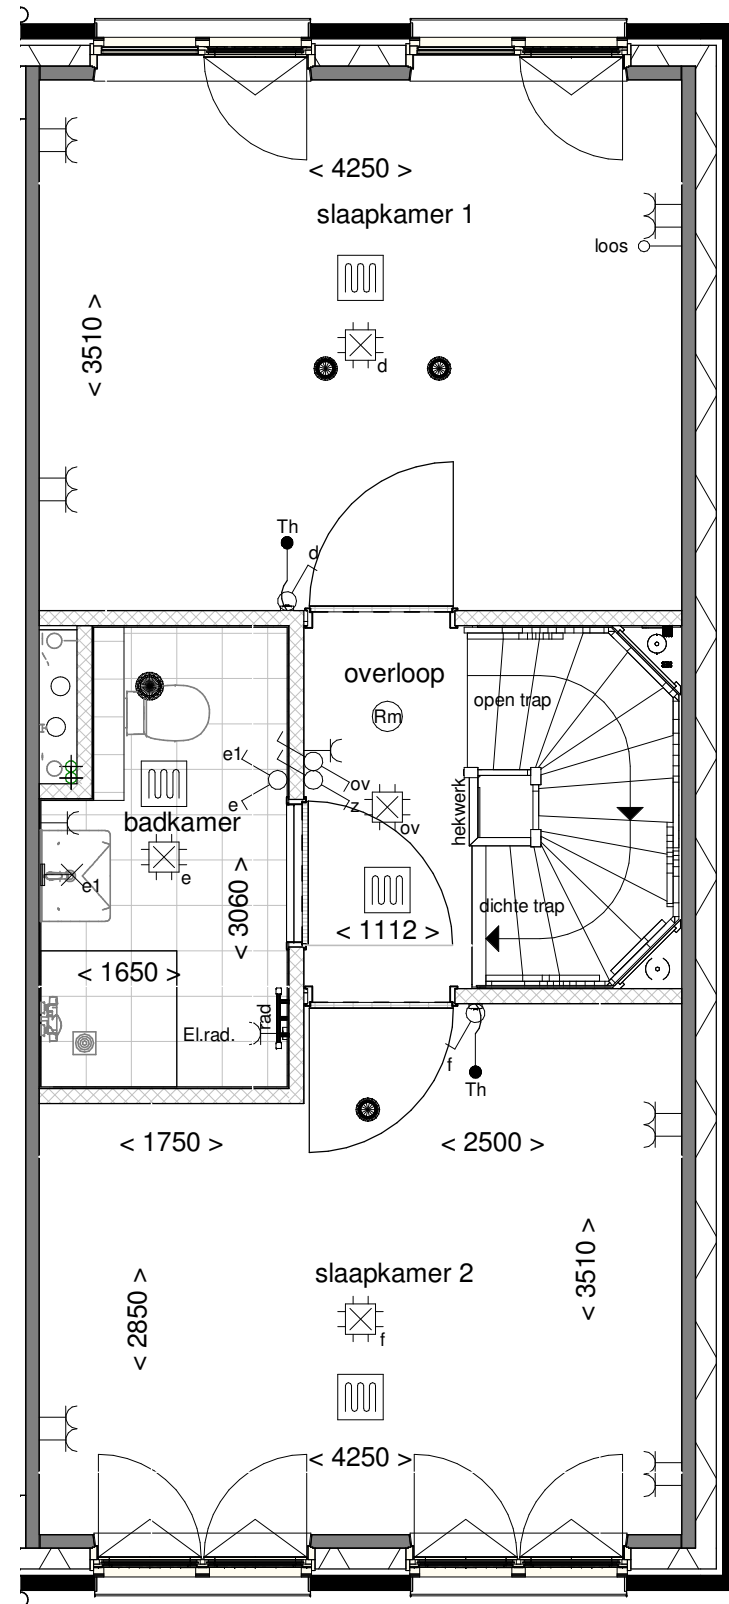 < 4250 >
slaapkamer 1
loos
< 3510 >
d
Th
d
overloop
open trap
Rm
e1
ov
e
z
hekwerk
badkamer
ov
e
e1
< 3060 >
dichte trap
< 1112 >
< 1650 >
rad
El.rad.
f
Th
< 1750 >
< 2500 >
< 3510 >
slaapkamer 2
< 2850 >
f
< 4250 >